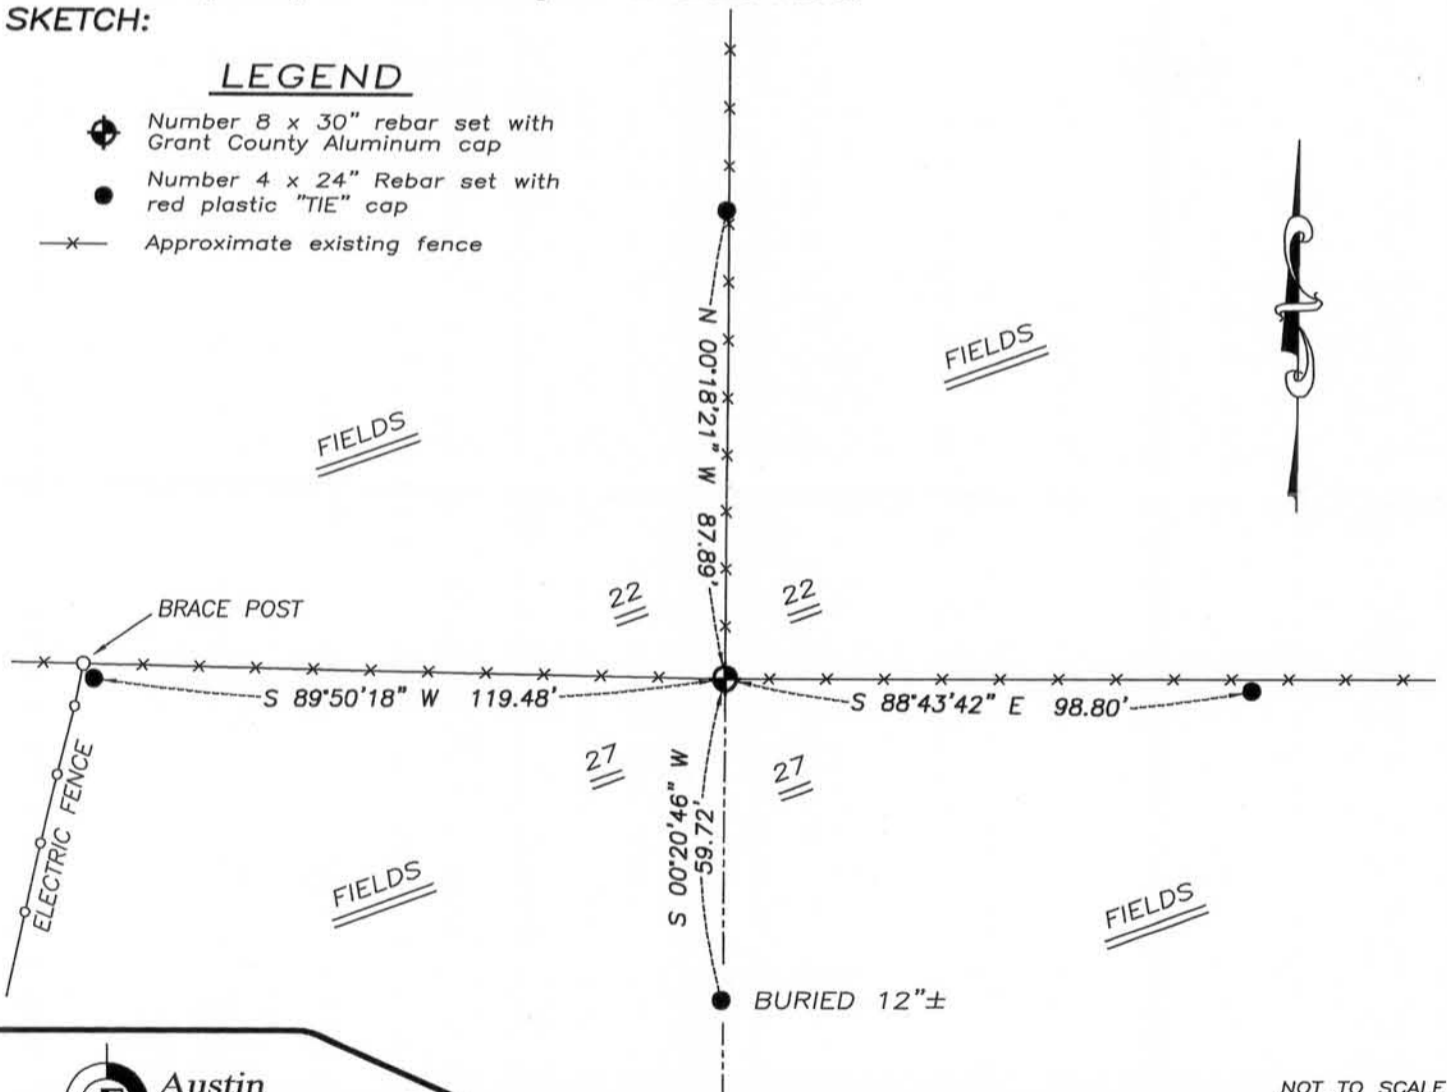 SKETCH:
LEGEND
Number 8 x 30" rebar set with
Grant County Aluminum cap
Number 4 x 24" Rebar set with
red plastic "TIE" cap
Approximate existing fence
FIELDS
FIELDS
N 00°18'21" W 87.89'
22
22
BRACE POST
S 89°50'18" W 119.48'
S 88°43'42" E 98.80'
27
27
S 00°20'46" W
59.72'
ELECTRIC FENCE
FIELDS
FIELDS
BURIED 12"±
Austin
NOT TO SCALE